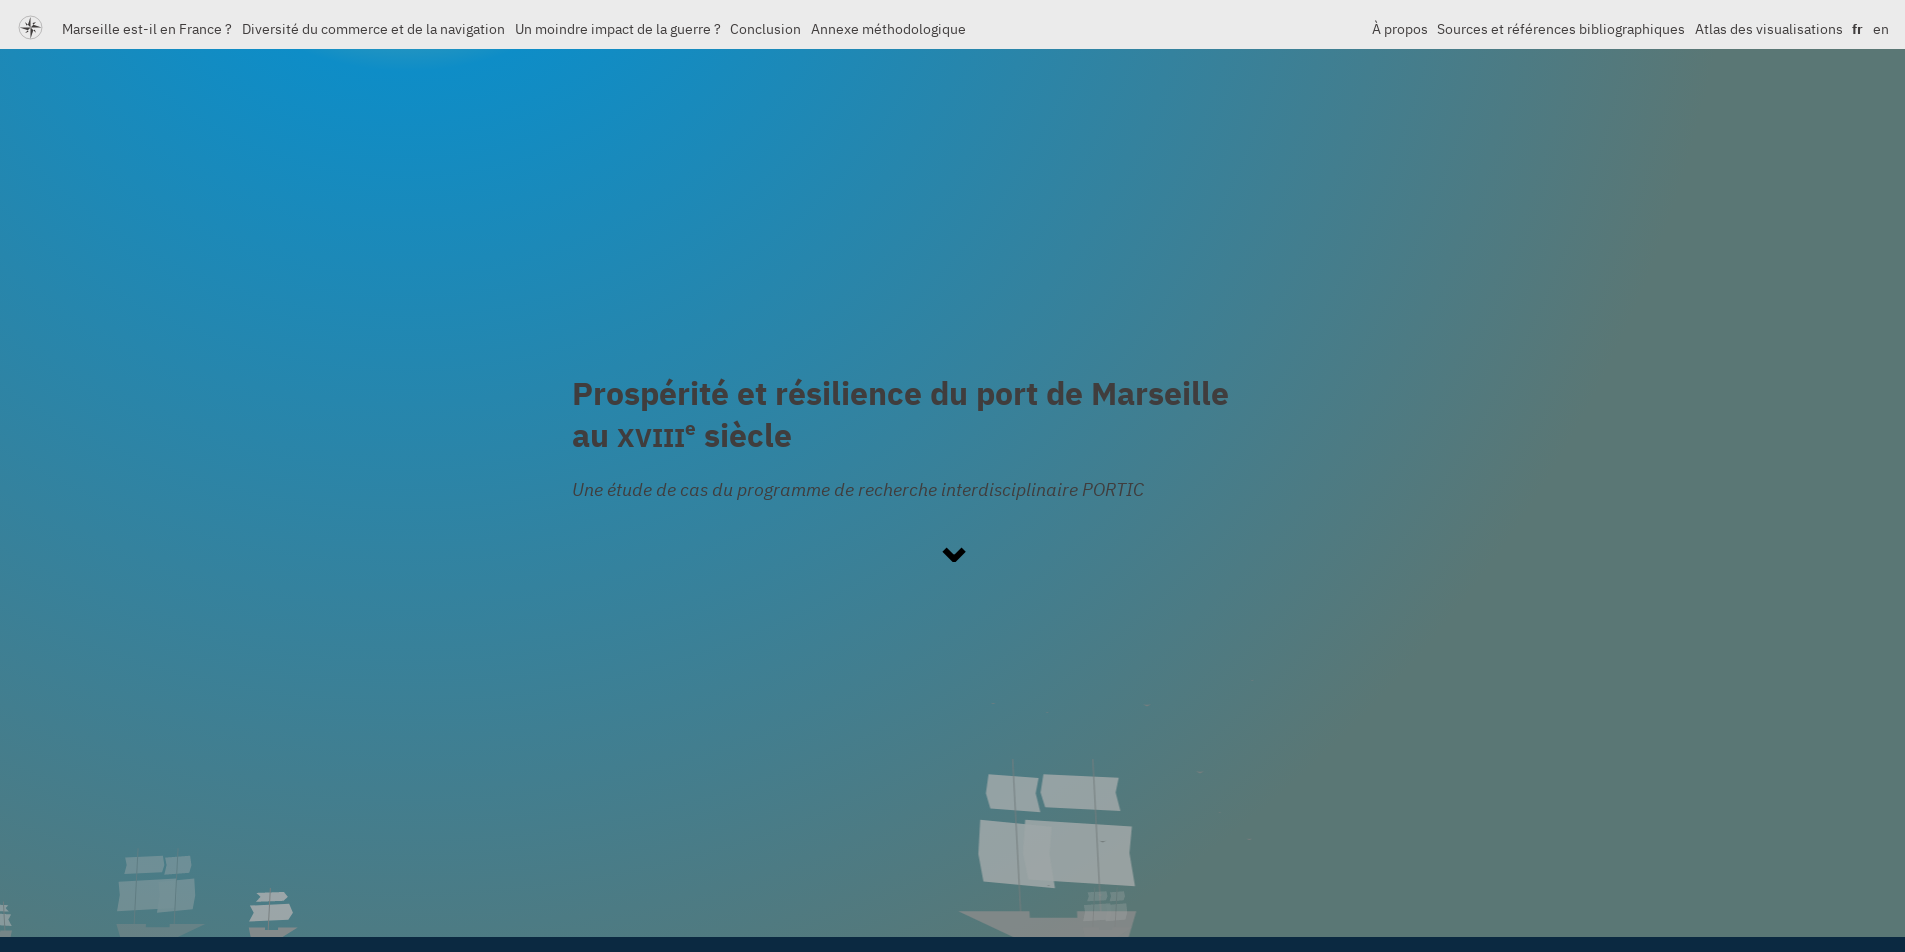 Marseille est-il en France ? Diversité du commerce et de la navigation Un moindre impact de la guerre ? Conclusion Annexe méthodologique À propos Sources et références bibliographiques Atlas des visualisations fr en
Prospérité et résilience du port de Marseille
au XVIIIe siècle
Une étude de cas du programme de recherche interdisciplinaire PORTIC